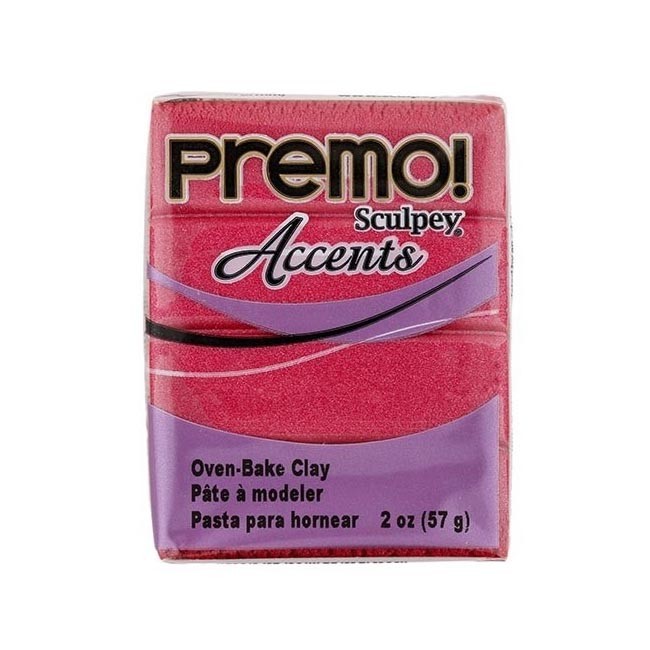 Premo!
Sculpey®
Accents
Oven-Bake Clay
Pâte à modeler
Pasta para hornear 2 oz (57 g)